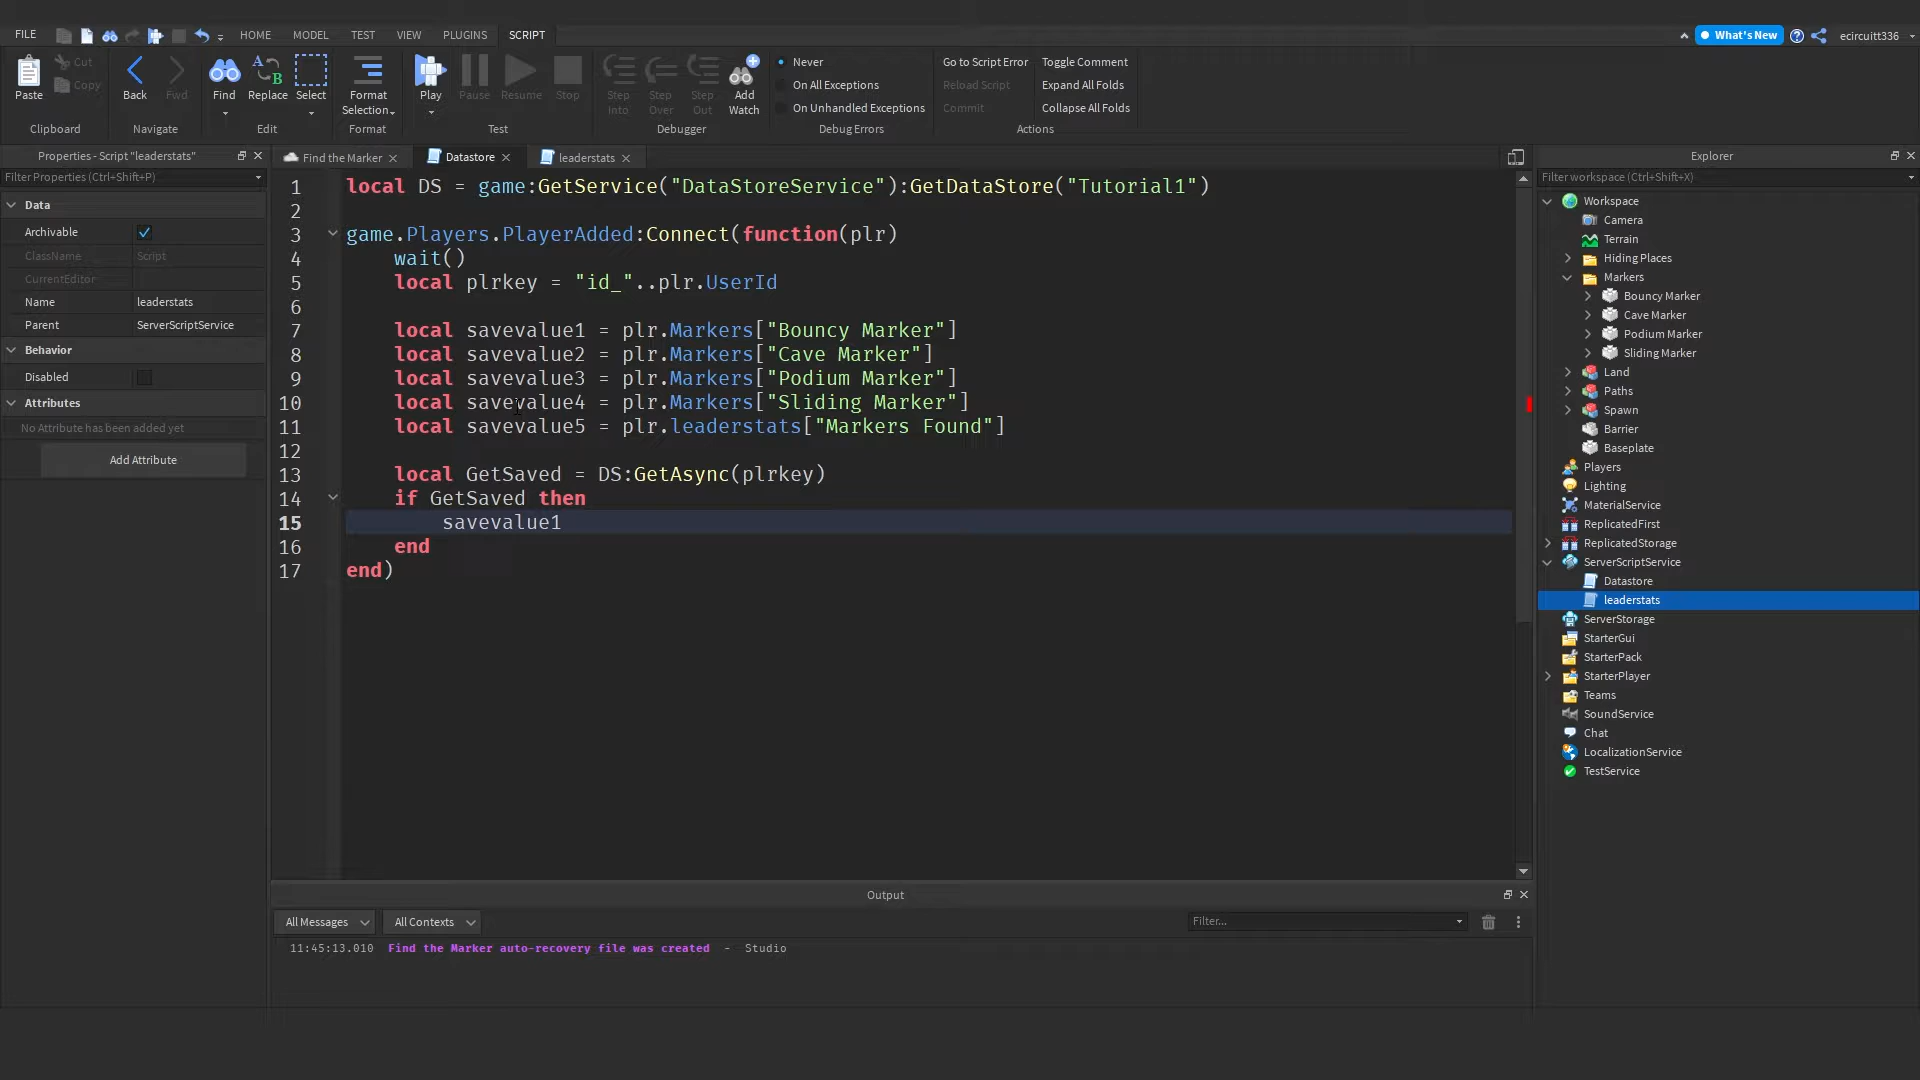 FILE HOME MODEL TEST VIEW PLUGINS SCRIPT What's New ecircuitt336
Paste Cut Copy Back Fwd Find Replace Select Format Selection Play Pause Resume Stop Step Into Step Over Step Out Add Watch
Never
On All Exceptions
On Unhandled Exceptions
Go to Script Error
Reload Script
Commit
Toggle Comment
Expand All Folds
Collapse All Folds
Clipboard Navigate Edit Format Test Debugger Debug Errors Actions
Properties - Script "leaderstats"
Filter Properties (Ctrl+Shift+P)
Data
Archivable
ClassName Script
CurrentEditor
Name leaderstats
Parent ServerScriptService
Behavior
Disabled
Attributes
No Attribute has been added yet
Add Attribute
Find the Marker Datastore leaderstats
1 local DS = game:GetService("DataStoreService"):GetDataStore("Tutorial1")
2
3 game.Players.PlayerAdded:Connect(function(plr)
4 wait()
5 local plrkey = "id_"..plr.UserId
6
7 local savevalue1 = plr.Markers["Bouncy Marker"]
8 local savevalue2 = plr.Markers["Cave Marker"]
9 local savevalue3 = plr.Markers["Podium Marker"]
10 local savevalue4 = plr.Markers["Sliding Marker"]
11 local savevalue5 = plr.leaderstats["Markers Found"]
12
13 local GetSaved = DS:GetAsync(plrkey)
14 if GetSaved then
15 savevalue1
16 end
17 end)
Output
All Messages All Contexts Filter...
11:45:13.010 Find the Marker auto-recovery file was created - Studio
Explorer
Filter workspace (Ctrl+Shift+X)
Workspace
Camera
Terrain
Hiding Places
Markers
Bouncy Marker
Cave Marker
Podium Marker
Sliding Marker
Land
Paths
Spawn
Barrier
Baseplate
Players
Lighting
MaterialService
ReplicatedFirst
ReplicatedStorage
ServerScriptService
Datastore
leaderstats
ServerStorage
StarterGui
StarterPack
StarterPlayer
Teams
SoundService
Chat
LocalizationService
TestService